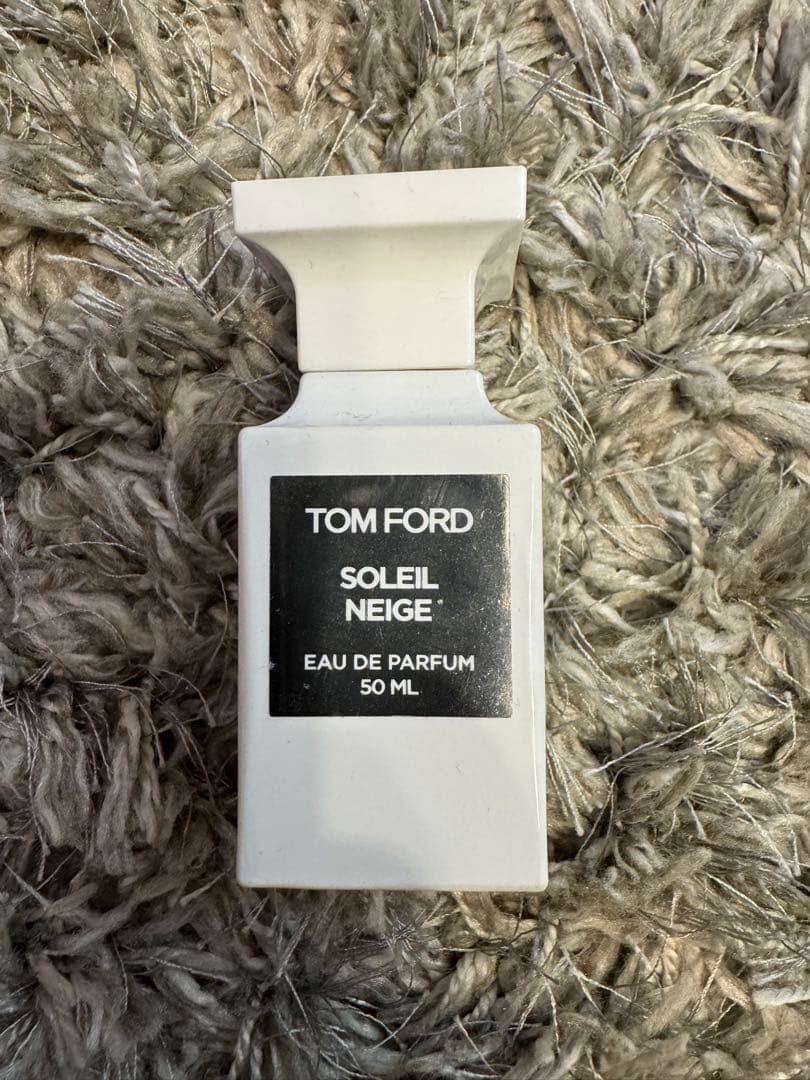 TOM FORD
SOLEIL
NEIGE
EAU DE PARFUM
50 ML